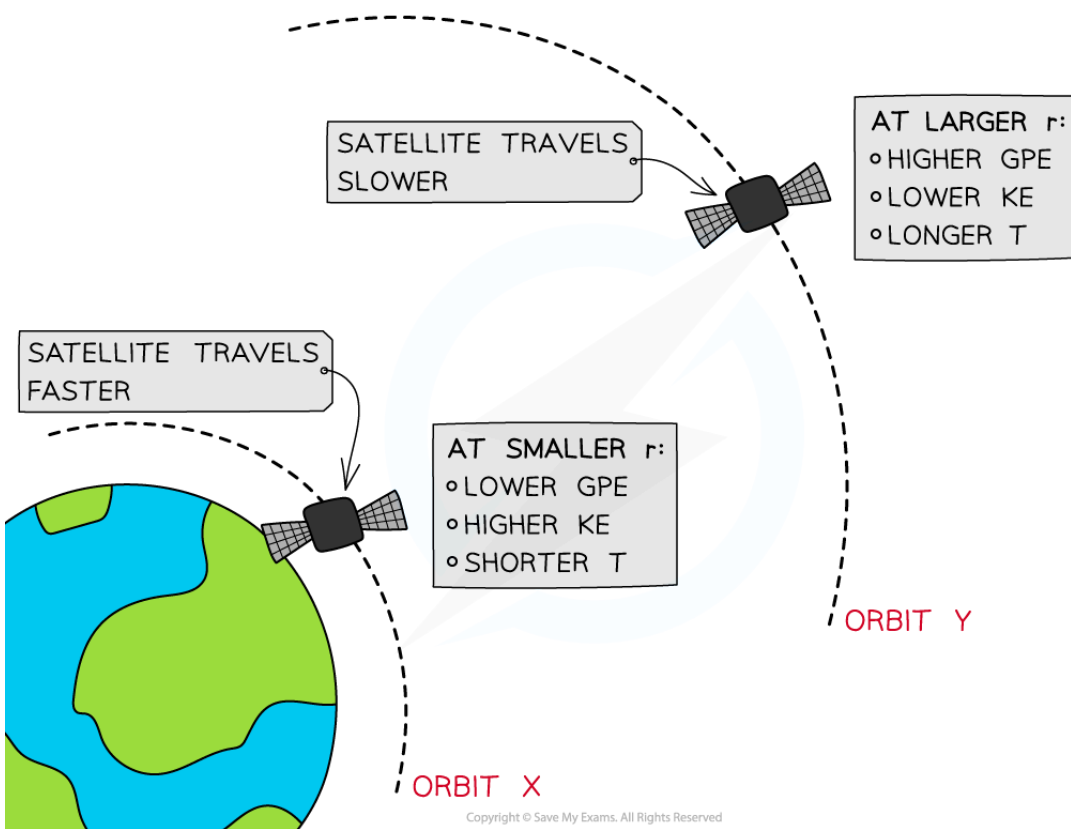 SATELLITE TRAVELS
SLOWER
AT LARGER r:
HIGHER GPE
LOWER KE
LONGER T
SATELLITE TRAVELS
FASTER
AT SMALLER r:
LOWER GPE
HIGHER KE
SHORTER T
ORBIT Y
ORBIT X
Copyright © Save My Exams. All Rights Reserved